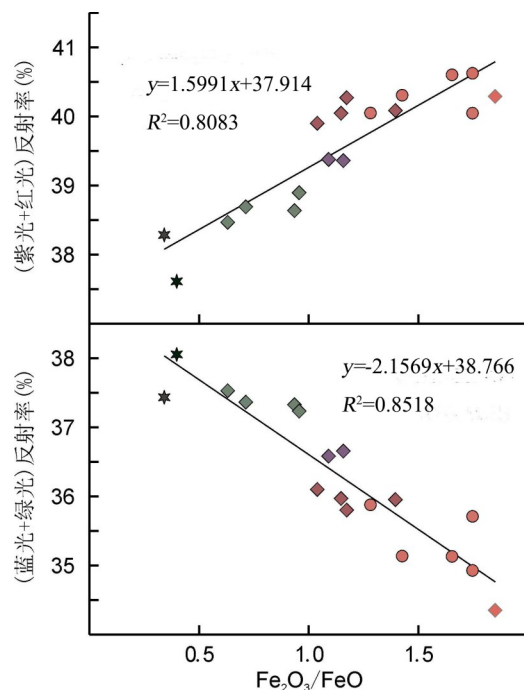 (紫光+红光)反射率(%)
41
40
39
38
y=1.5991x+37.914
R²=0.8083
(蓝光+绿光)反射率(%)
38
37
36
35
y=-2.1569x+38.766
R²=0.8518
0.5 1.0 1.5
Fe₂O₃/FeO